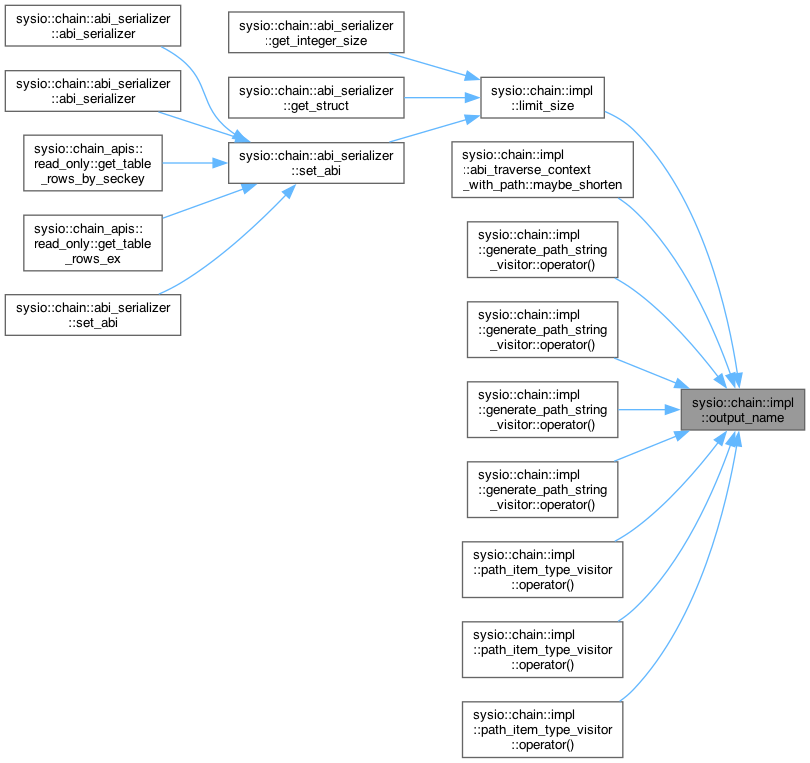 sysio::chain::abi_serializer
::abi_serializer
sysio::chain::abi_serializer
::abi_serializer
sysio::chain_apis::
read_only::get_table
_rows_by_seckey
sysio::chain_apis::
read_only::get_table
_rows_ex
sysio::chain::abi_serializer
::set_abi
sysio::chain::abi_serializer
::get_integer_size
sysio::chain::abi_serializer
::get_struct
sysio::chain::abi_serializer
::set_abi
sysio::chain::impl
::limit_size
sysio::chain::impl
::abi_traverse_context
_with_path::maybe_shorten
sysio::chain::impl
::generate_path_string
_visitor::operator()
sysio::chain::impl
::generate_path_string
_visitor::operator()
sysio::chain::impl
::generate_path_string
_visitor::operator()
sysio::chain::impl
::generate_path_string
_visitor::operator()
sysio::chain::impl
::path_item_type_visitor
::operator()
sysio::chain::impl
::path_item_type_visitor
::operator()
sysio::chain::impl
::path_item_type_visitor
::operator()
sysio::chain::impl
::output_name